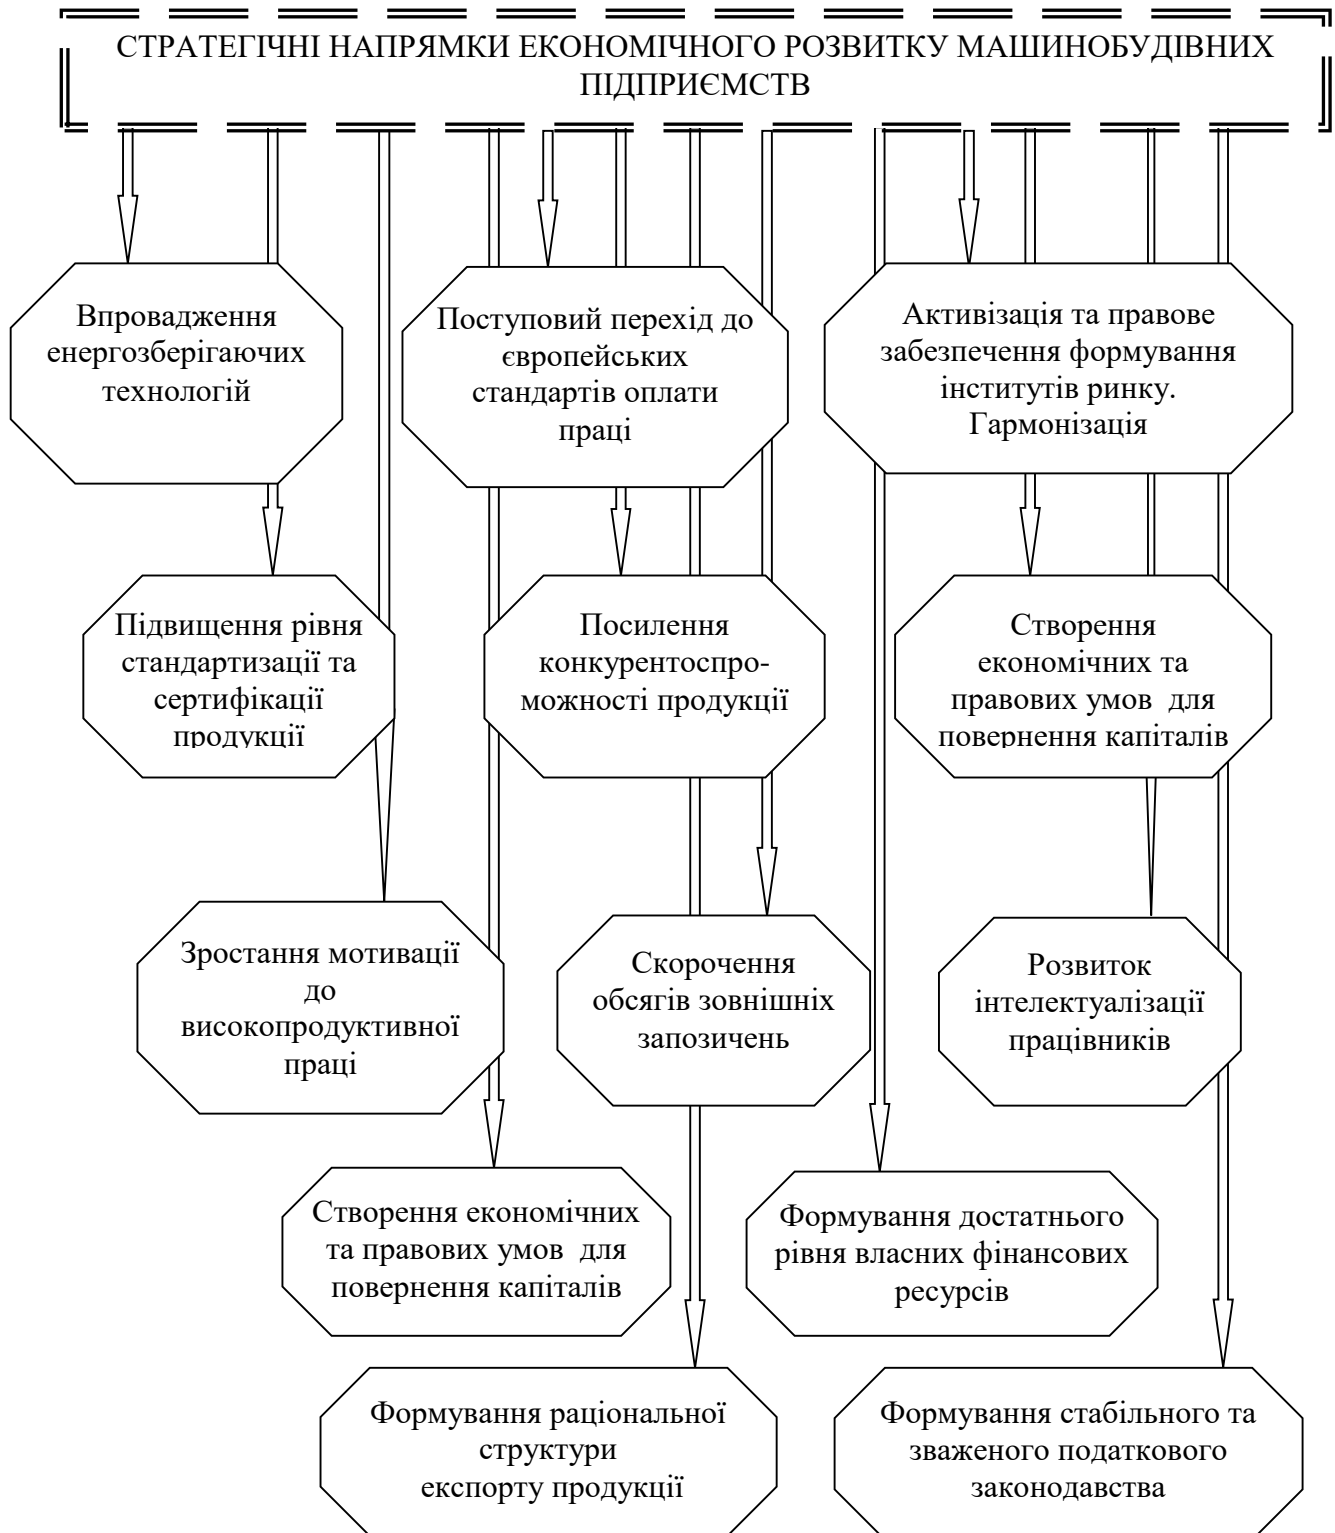 СТРАТЕГІЧНІ НАПРЯМКИ ЕКОНОМІЧНОГО РОЗВИТКУ МАШИНОБУДІВНИХ
ПІДПРИЄМСТВ
Впровадження
енергозберігаючих
технологій
Поступовий перехід до
європейських
стандартів оплати
праці
Активізація та правове
забезпечення формування
інститутів ринку.
Гармонізація
Підвищення рівня
стандартизації та
сертифікації
продукції
Посилення
конкурентоспро-
можності продукції
Створення
економічних та
правових умов для
повернення капіталів
Зростання мотивації
до
високопродуктивної
праці
Скорочення
обсягів зовнішніх
запозичень
Розвиток
інтелектуалізації
працівників
Створення економічних
та правових умов для
повернення капіталів
Формування достатнього
рівня власних фінансових
ресурсів
Формування раціональної
структури
експорту продукції
Формування стабільного та
зваженого податкового
законодавства